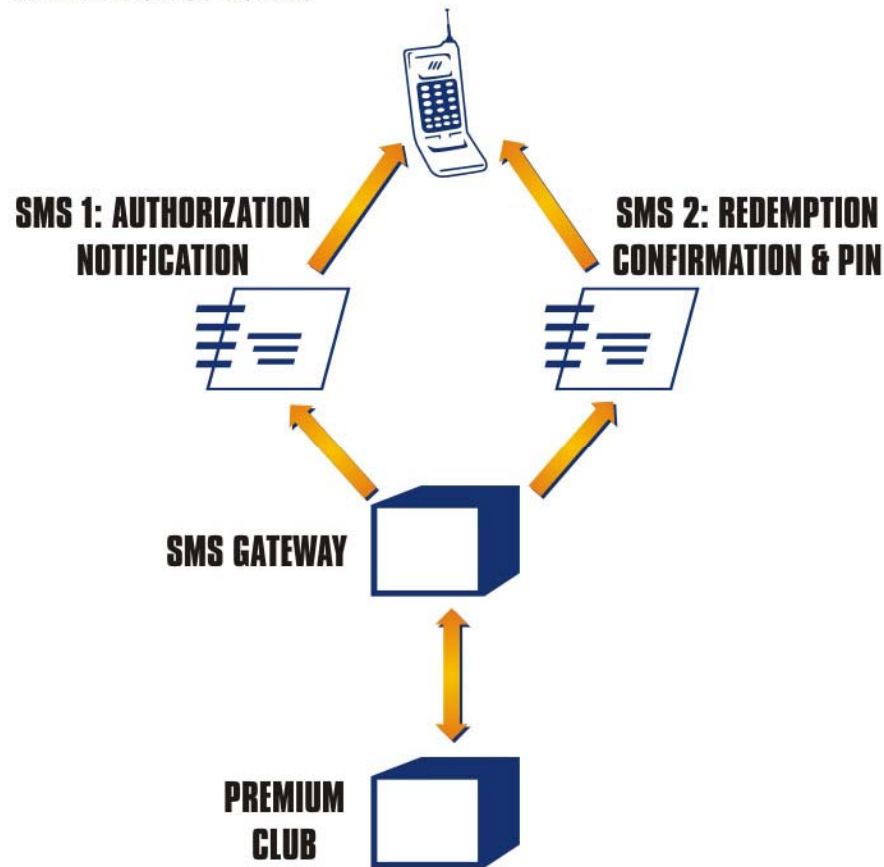 SMS 1: AUTHORIZATION
NOTIFICATION
SMS 2: REDEMPTION
CONFIRMATION & PIN
SMS GATEWAY
PREMIUM
CLUB